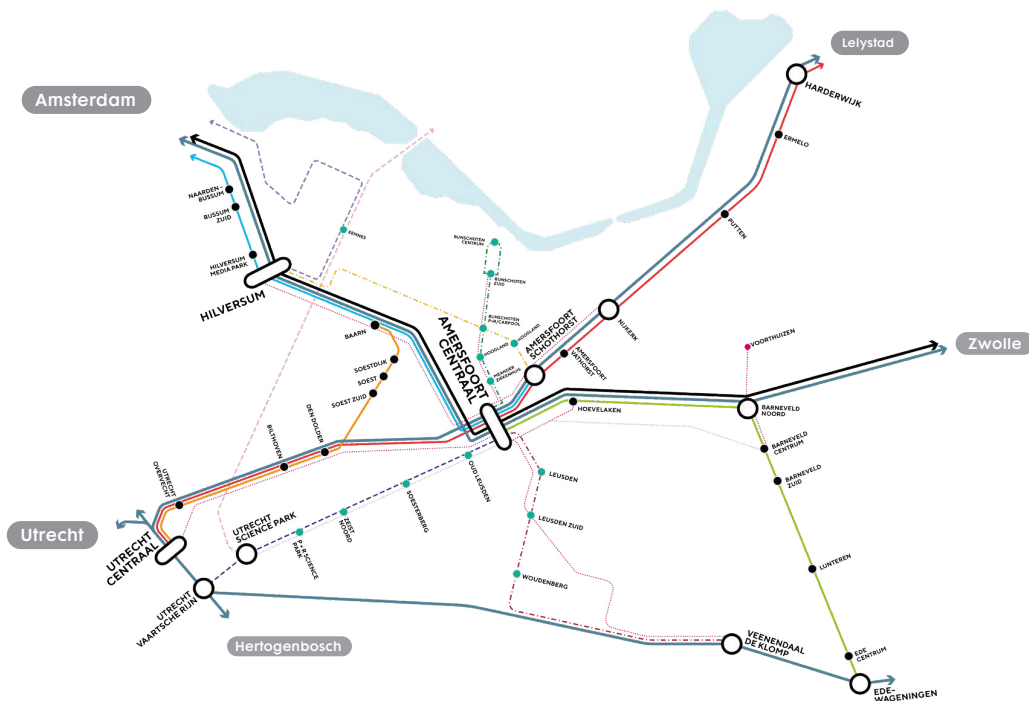 Lelystad
Amsterdam
HARDERWIJK
ERMELO
NAARDEN-
BUSSUM
BUSSUM
ZUID
PUTTEN
EEMNES
BUNSCHOTEN
CENTRUM
HILVERSUM
MEDIA PARK
BUNSCHOTEN
ZUID
HILVERSUM
BUNSCHOTEN
P+R/CARPOOL
BAARN
AMERSFOORT
CENTRAAL
HOOGLAND
HOOGLAND
AMERSFOORT
SCHOTHORST
NIJKERK
AMERSFOORT
VATHORST
VOORTHUIZEN
Zwolle
SOESTDIJK
SOEST
SOEST ZUID
MEANDER
ZIEKENHUIS
HOEVELAKEN
BARNEVELD
NOORD
DEN DOLDER
BILTHOVEN
BARNEVELD
CENTRUM
UTRECHT
OVERVECHT
OUD LEUSDEN
LEUSDEN
BARNEVELD
ZUID
SOESTERBERG
LEUSDEN ZUID
ZEIST
NOORD
Utrecht
UTRECHT
CENTRAAL
UTRECHT
SCIENCE PARK
P+R SCIENCE
PARK
WOUDENBERG
LUNTEREN
UTRECHT
VAARTSCHE RIJN
Hertogenbosch
VEENENDAAL
DE KLOMP
EDE
CENTRUM
EDE-
WAGENINGEN